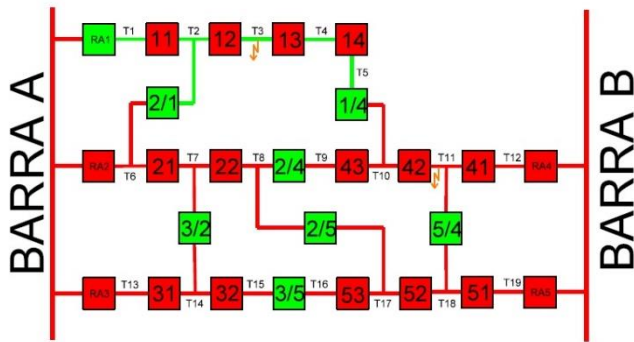 BARRA A
RA1 T1 11 T2 12 T3 13 T4 14
T5
2/1 1/4
RA2 T6 21 T7 22 T8 2/4 T9 43 T10 42 T11 41 T12 RA4
3/2 2/5 5/4
RA3 T13 31 T14 32 T15 3/5 T16 53 T17 52 T18 51 T19 RA5
BARRA B